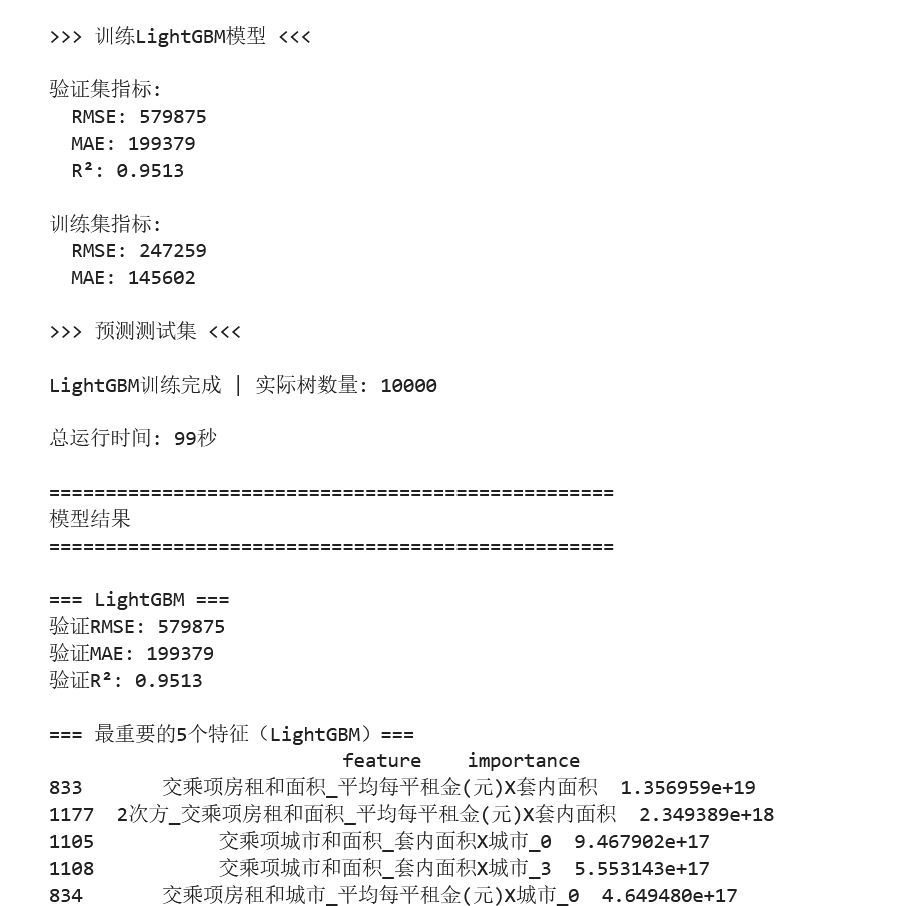 >>> 训练LightGBM模型 <<<
验证集指标:
RMSE: 579875
MAE: 199379
R²: 0.9513
训练集指标:
RMSE: 247259
MAE: 145602
>>> 预测测试集 <<<
LightGBM训练完成 | 实际树数量: 10000
总运行时间: 99秒
==================================================
模型结果
==================================================
=== LightGBM ===
验证RMSE: 579875
验证MAE: 199379
验证R²: 0.9513
=== 最重要的5个特征（LightGBM）===
feature    importance
833       交乘项房租和面积_平均每平租金(元)X套内面积  1.356959e+19
1177  2次方_交乘项房租和面积_平均每平租金(元)X套内面积  2.349389e+18
1105           交乘项城市和面积_套内面积X城市_0  9.467902e+17
1108           交乘项城市和面积_套内面积X城市_3  5.553143e+17
834       交乘项房租和城市_平均每平租金(元)X城市_0  4.649480e+17